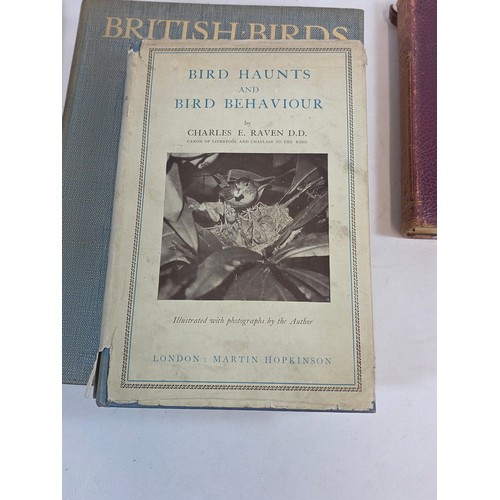 BRITISH BIRDS
BIRD HAUNTS
AND
BIRD BEHAVIOUR
by
CHARLES E. RAVEN D.D.
CANON OF LIVERPOOL AND CHAPLAIN TO THE KING
Illustrated with photographs by the Author
LONDON : MARTIN HOPKINSON